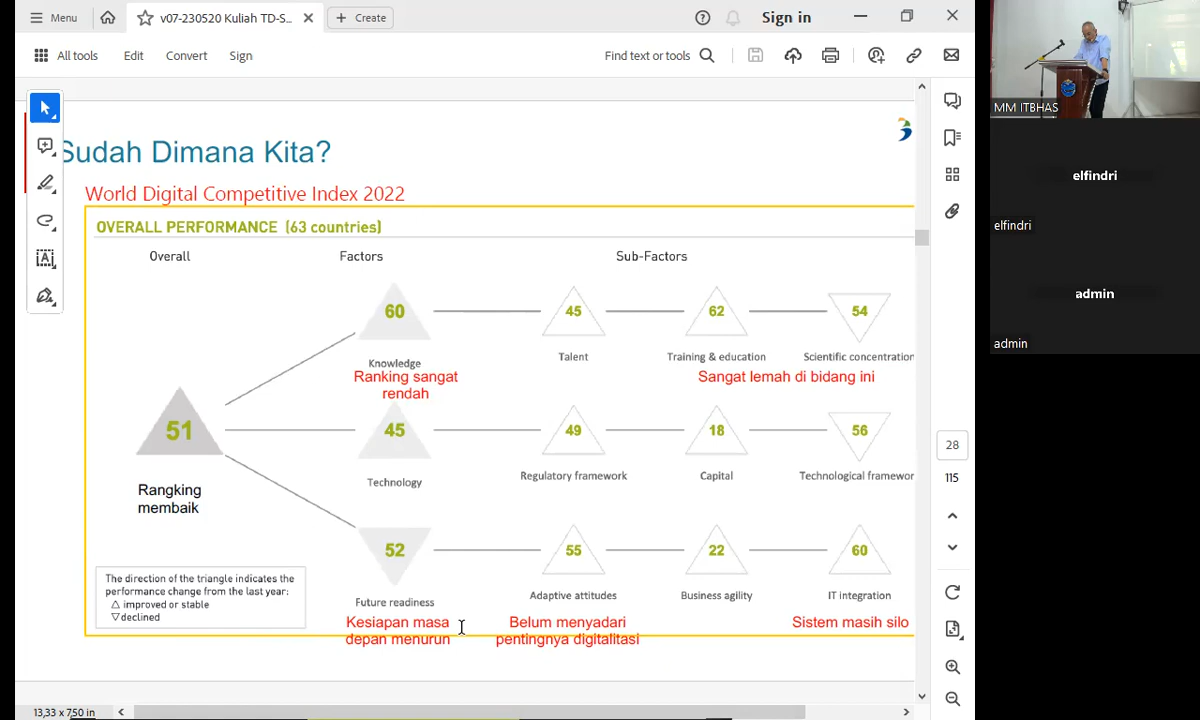 Menu
v07-230520 Kuliah TD-S...
Create
Sign in
All tools
Edit
Convert
Sign
Find text or tools
Sudah Dimana Kita?
World Digital Competitive Index 2022
OVERALL PERFORMANCE (63 countries)
Overall
Factors
Sub-Factors
60
45
62
54
Knowledge
Talent
Training & education
Scientific concentration
Ranking sangat
rendah
Sangat lemah di bidang ini
51
45
49
18
56
Technology
Regulatory framework
Capital
Technological framewor
Rangking
membaik
52
55
22
60
Future readiness
Adaptive attitudes
Business agility
IT integration
Kesiapan masa
depan menurun
Belum menyadari
pentingnya digitalitasi
Sistem masih silo
The direction of the triangle indicates the
performance change from the last year:
△ improved or stable
▽ declined
28
115
13,33 x 7,50 in
MM ITBHAS
elfindri
elfindri
admin
admin